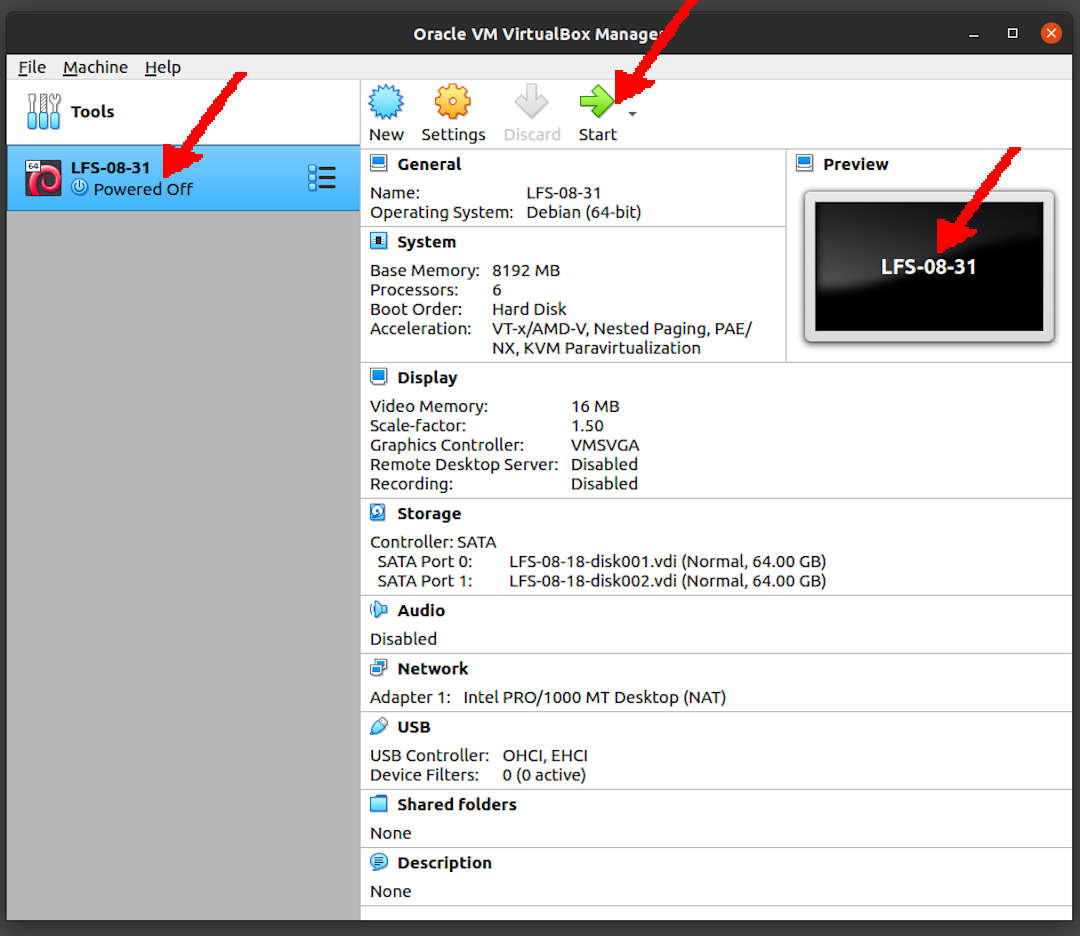 Oracle VM VirtualBox Manager
File Machine Help
Tools
New Settings Discard Start
64
LFS-08-31
Powered Off
General
Name: LFS-08-31
Operating System: Debian (64-bit)
Preview
LFS-08-31
System
Base Memory: 8192 MB
Processors: 6
Boot Order: Hard Disk
Acceleration: VT-x/AMD-V, Nested Paging, PAE/
NX, KVM Paravirtualization
Display
Video Memory: 16 MB
Scale-factor: 1.50
Graphics Controller: VMSVGA
Remote Desktop Server: Disabled
Recording: Disabled
Storage
Controller: SATA
SATA Port 0: LFS-08-18-disk001.vdi (Normal, 64.00 GB)
SATA Port 1: LFS-08-18-disk002.vdi (Normal, 64.00 GB)
Audio
Disabled
Network
Adapter 1: Intel PRO/1000 MT Desktop (NAT)
USB
USB Controller: OHCI, EHCI
Device Filters: 0 (0 active)
Shared folders
None
Description
None